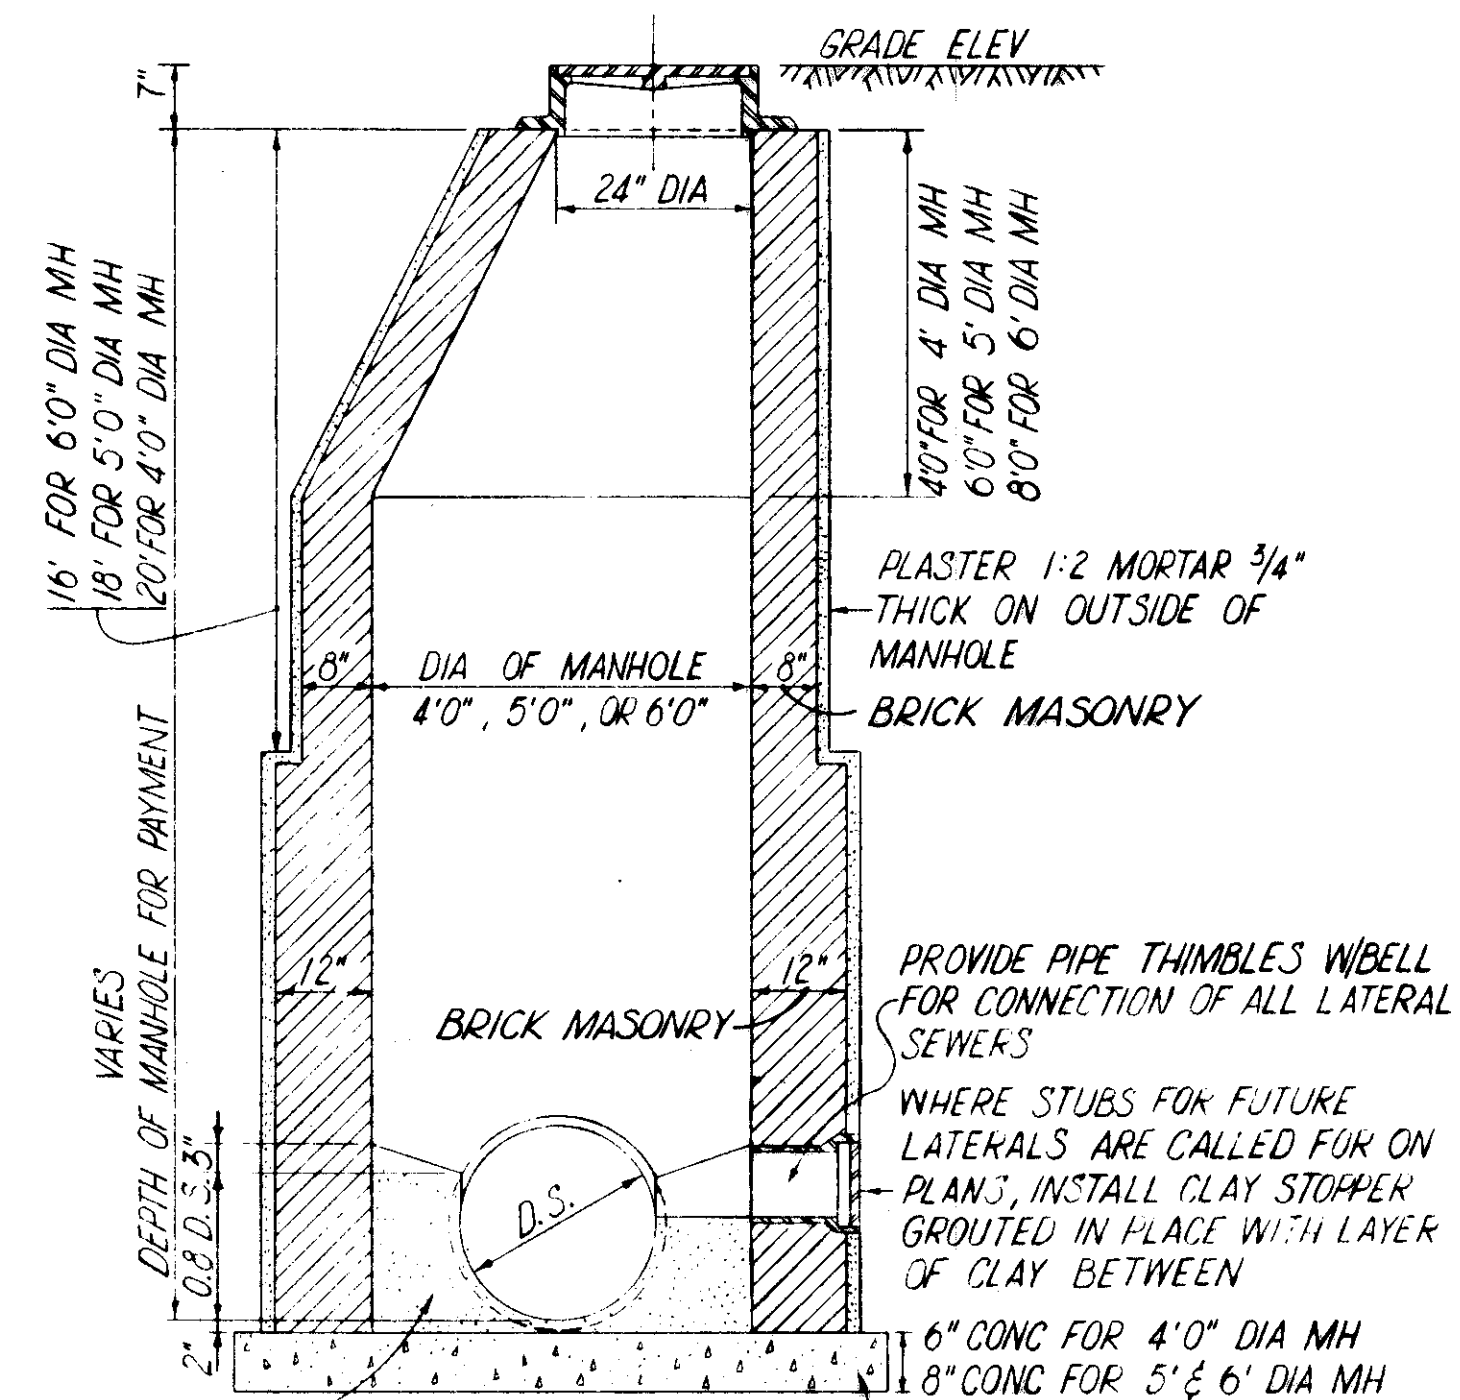 GRADE ELEV
7"
24" DIA
16' FOR 6'0" DIA MH
18' FOR 5'0" DIA MH
20' FOR 4'0" DIA MH
4'0" FOR 4' DIA MH
6'0" FOR 5' DIA MH
8'0" FOR 6' DIA MH
PLASTER 1:2 MORTAR 3/4"
THICK ON OUTSIDE OF
MANHOLE
8"
DIA OF MANHOLE
4'0", 5'0", OR 6'0"
8"
BRICK MASONRY
VARIES
DEPTH OF MANHOLE FOR PAYMENT
12"
12"
BRICK MASONRY
PROVIDE PIPE THIMBLES W/BELL
FOR CONNECTION OF ALL LATERAL
SEWERS
WHERE STUBS FOR FUTURE
LATERALS ARE CALLED FOR ON
PLANS, INSTALL CLAY STOPPER
GROUTED IN PLACE WITH LAYER
OF CLAY BETWEEN
3"
0.8 D.S.
D.S.
2"
6" CONC FOR 4'0" DIA MH
8" CONC FOR 5' & 6' DIA MH